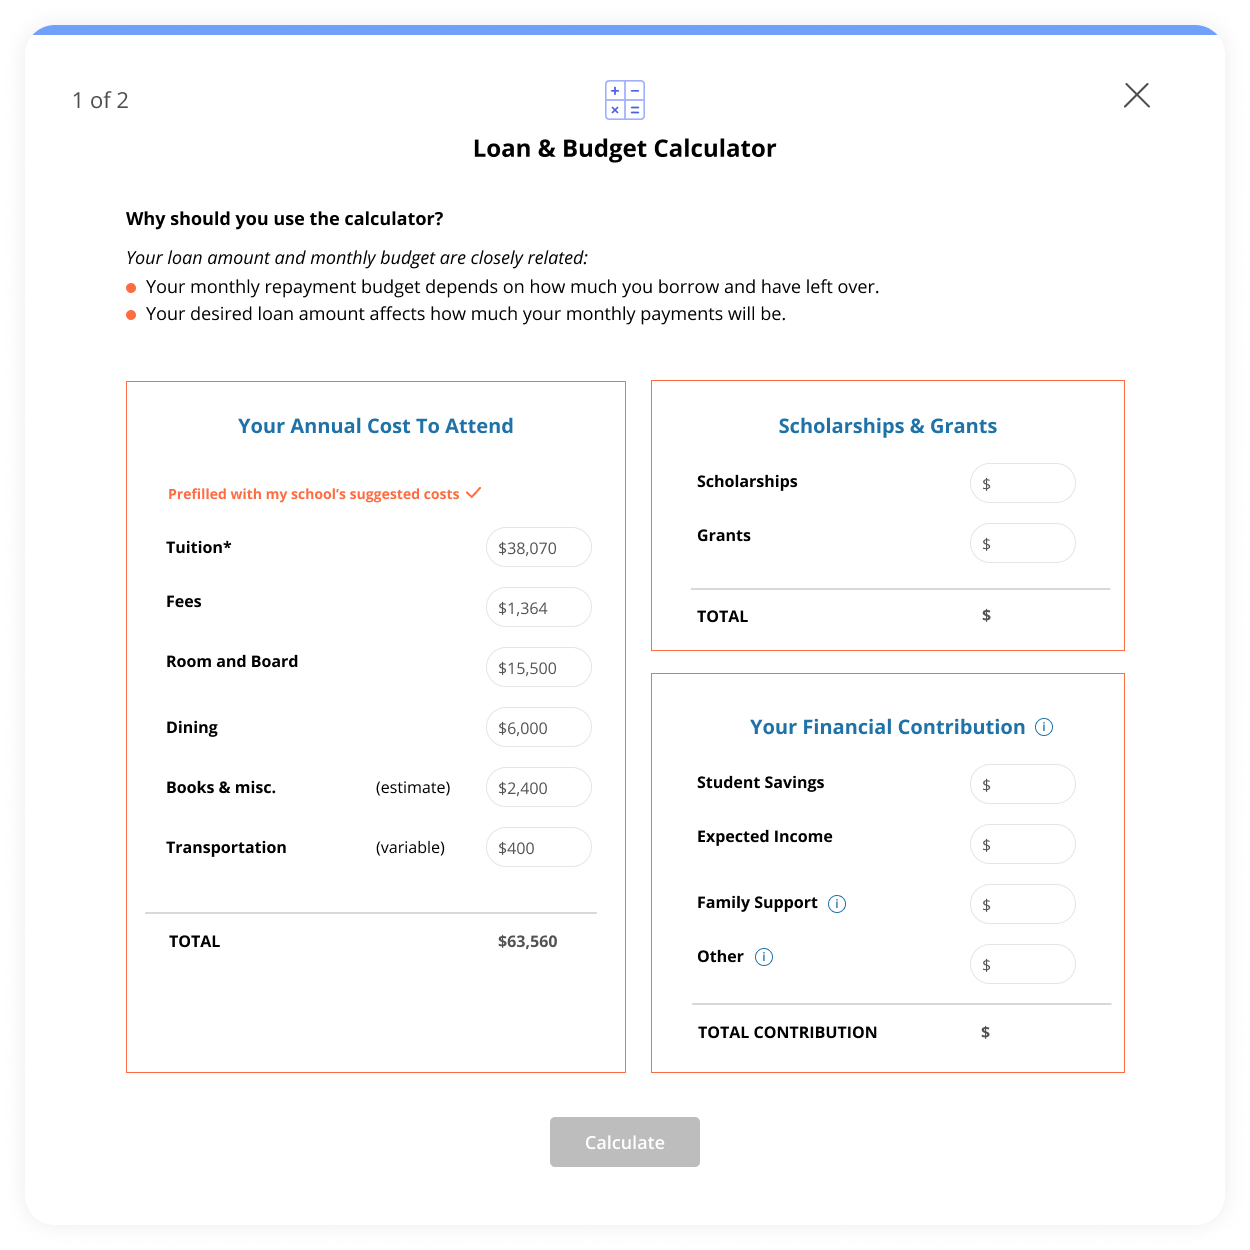 1 of 2
+ −
× =
Loan & Budget Calculator
Why should you use the calculator?
Your loan amount and monthly budget are closely related:
Your monthly repayment budget depends on how much you borrow and have left over.
Your desired loan amount affects how much your monthly payments will be.
Your Annual Cost To Attend
Prefilled with my school’s suggested costs
Tuition* $38,070
Fees $1,364
Room and Board $15,500
Dining $6,000
Books & misc. (estimate) $2,400
Transportation (variable) $400
TOTAL $63,560
Scholarships & Grants
Scholarships $
Grants $
TOTAL $
Your Financial Contribution i
Student Savings $
Expected Income $
Family Support i $
Other i $
TOTAL CONTRIBUTION $
Calculate